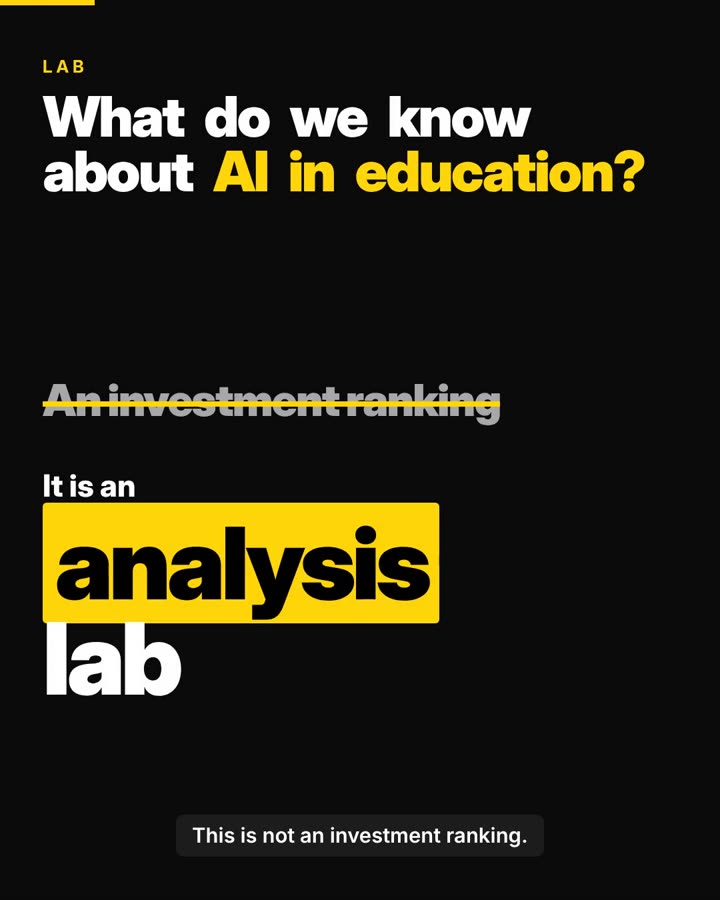 LAB
What do we know
about AI in education?
An investment ranking
It is an
analysis
lab
This is not an investment ranking.